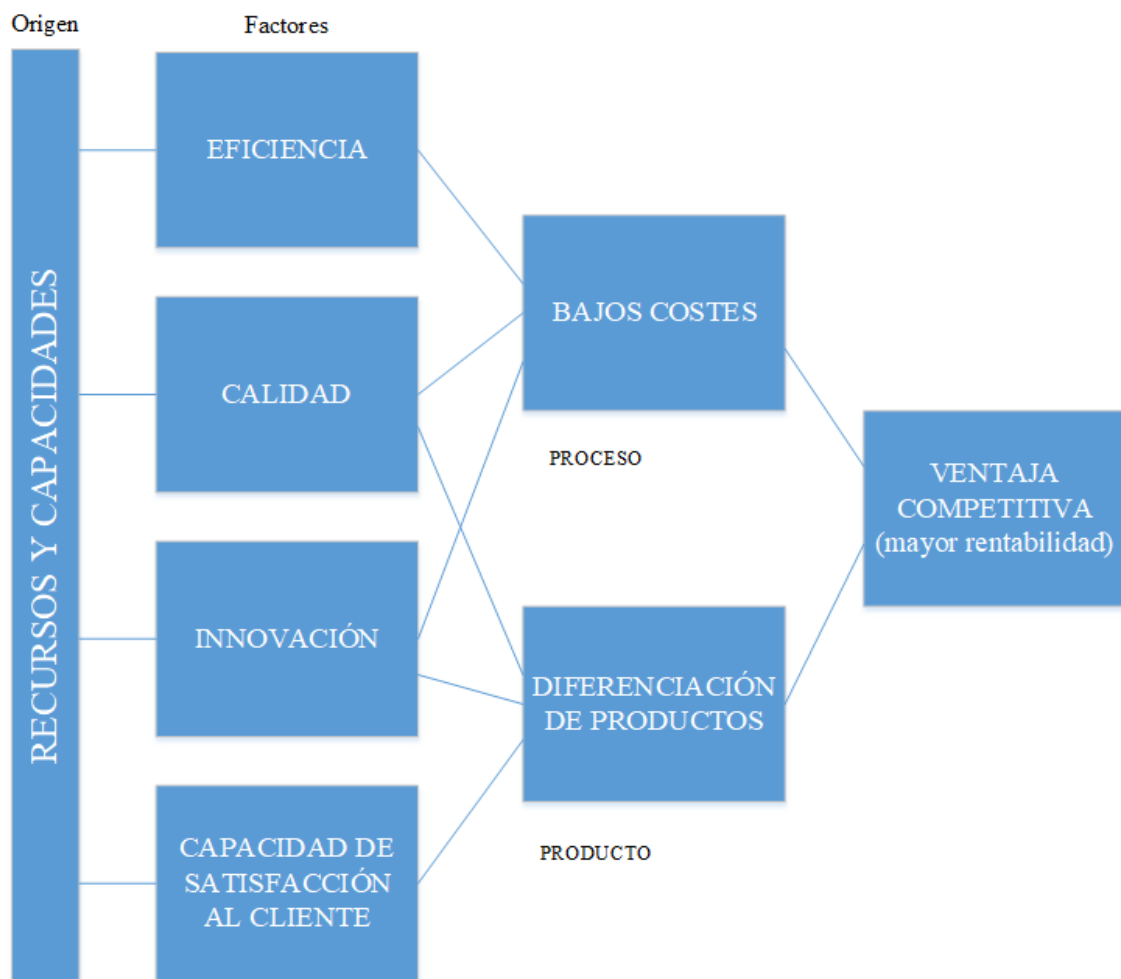 Origen
Factores
RECURSOS Y CAPACIDADES
EFICIENCIA
CALIDAD
INNOVACIÓN
CAPACIDAD DE
SATISFACCIÓN
AL CLIENTE
BAJOS COSTES
PROCESO
DIFERENCIACIÓN
DE PRODUCTOS
PRODUCTO
VENTAJA
COMPETITIVA
(mayor rentabilidad)